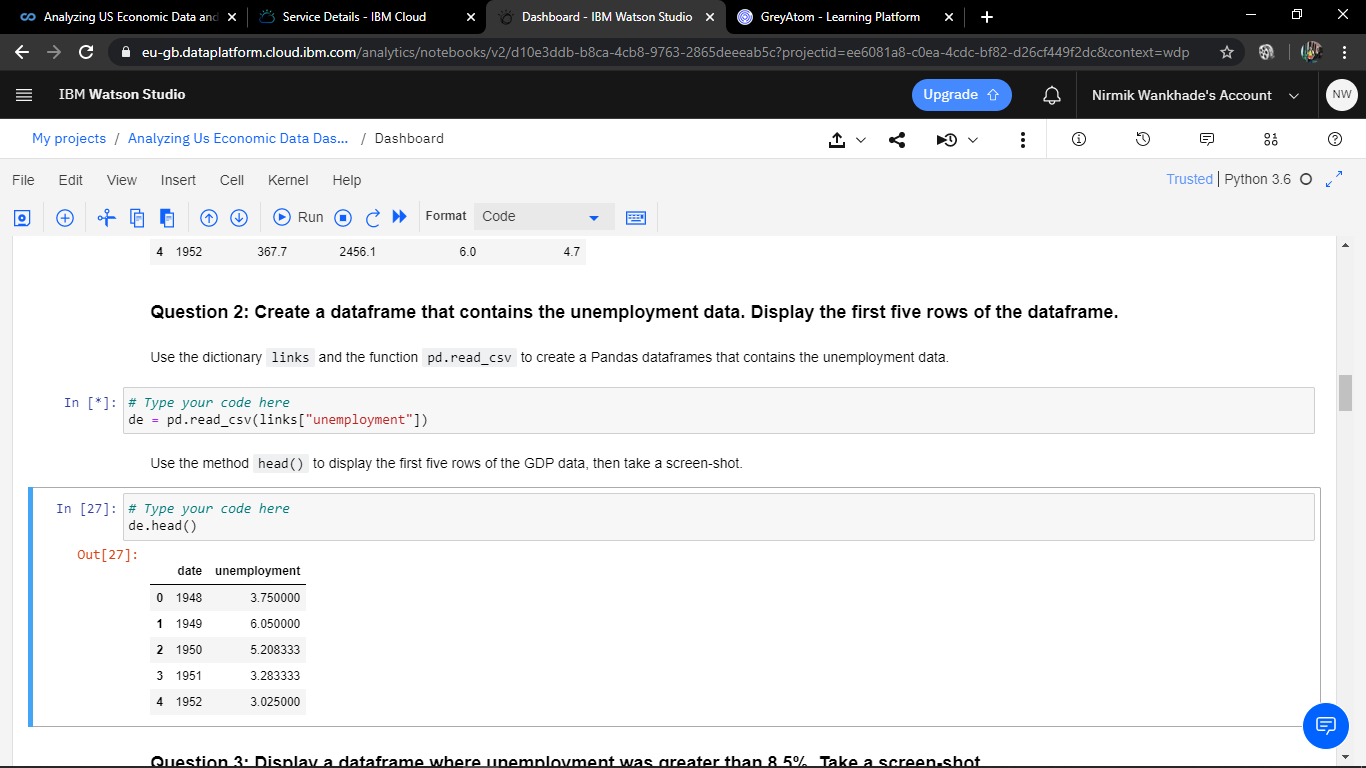 Analyzing US Economic Data and
Service Details - IBM Cloud
Dashboard - IBM Watson Studio
GreyAtom - Learning Platform
eu-gb.dataplatform.cloud.ibm.com/analytics/notebooks/v2/d10e3ddb-b8ca-4cb8-9763-2865deeeab5c?projectid=ee6081a8-c0ea-4cdc-bf82-d26cf449f2dc&context=wdp
IBM Watson Studio
Upgrade
Nirmik Wankhade's Account
NW
My projects / Analyzing Us Economic Data Das... / Dashboard
File Edit View Insert Cell Kernel Help
Trusted | Python 3.6
Run
Format
Code
4 1952 367.7 2456.1 6.0 4.7
Question 2: Create a dataframe that contains the unemployment data. Display the first five rows of the dataframe.
Use the dictionary links and the function pd.read_csv to create a Pandas dataframes that contains the unemployment data.
In [*]: # Type your code here
de = pd.read_csv(links["unemployment"])
Use the method head() to display the first five rows of the GDP data, then take a screen-shot.
In [27]: # Type your code here
de.head()
Out[27]:
date unemployment
0 1948 3.750000
1 1949 6.050000
2 1950 5.208333
3 1951 3.283333
4 1952 3.025000
Question 3: Display a dataframe where unemployment was greater than 8.5%. Take a screen-shot